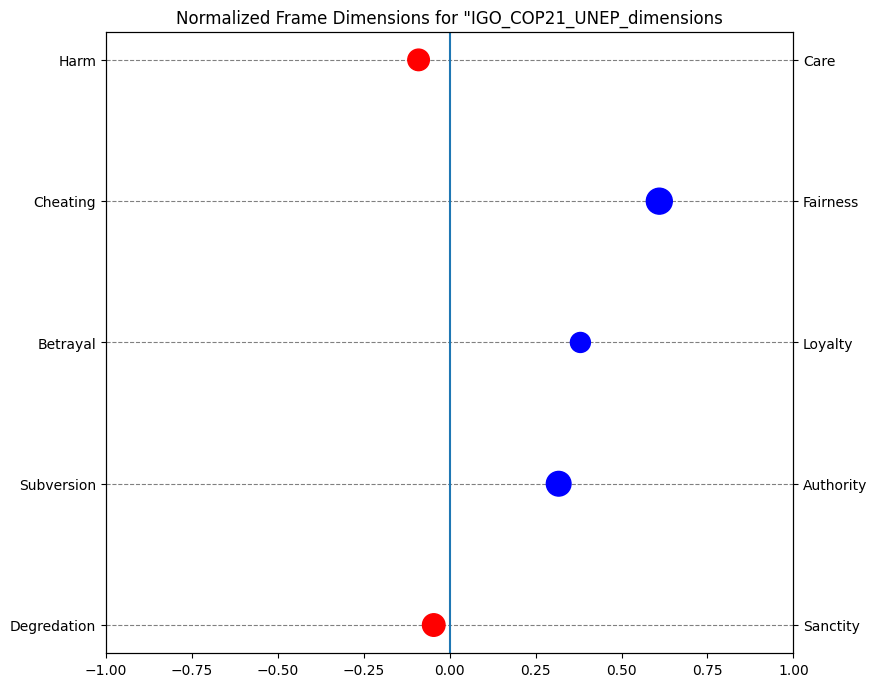 Normalized Frame Dimensions for "IGO_COP21_UNEP_dimensions
Harm
Care
Cheating
Fairness
Betrayal
Loyalty
Subversion
Authority
Degredation
Sanctity
−1.00 −0.75 −0.50 −0.25 0.00 0.25 0.50 0.75 1.00